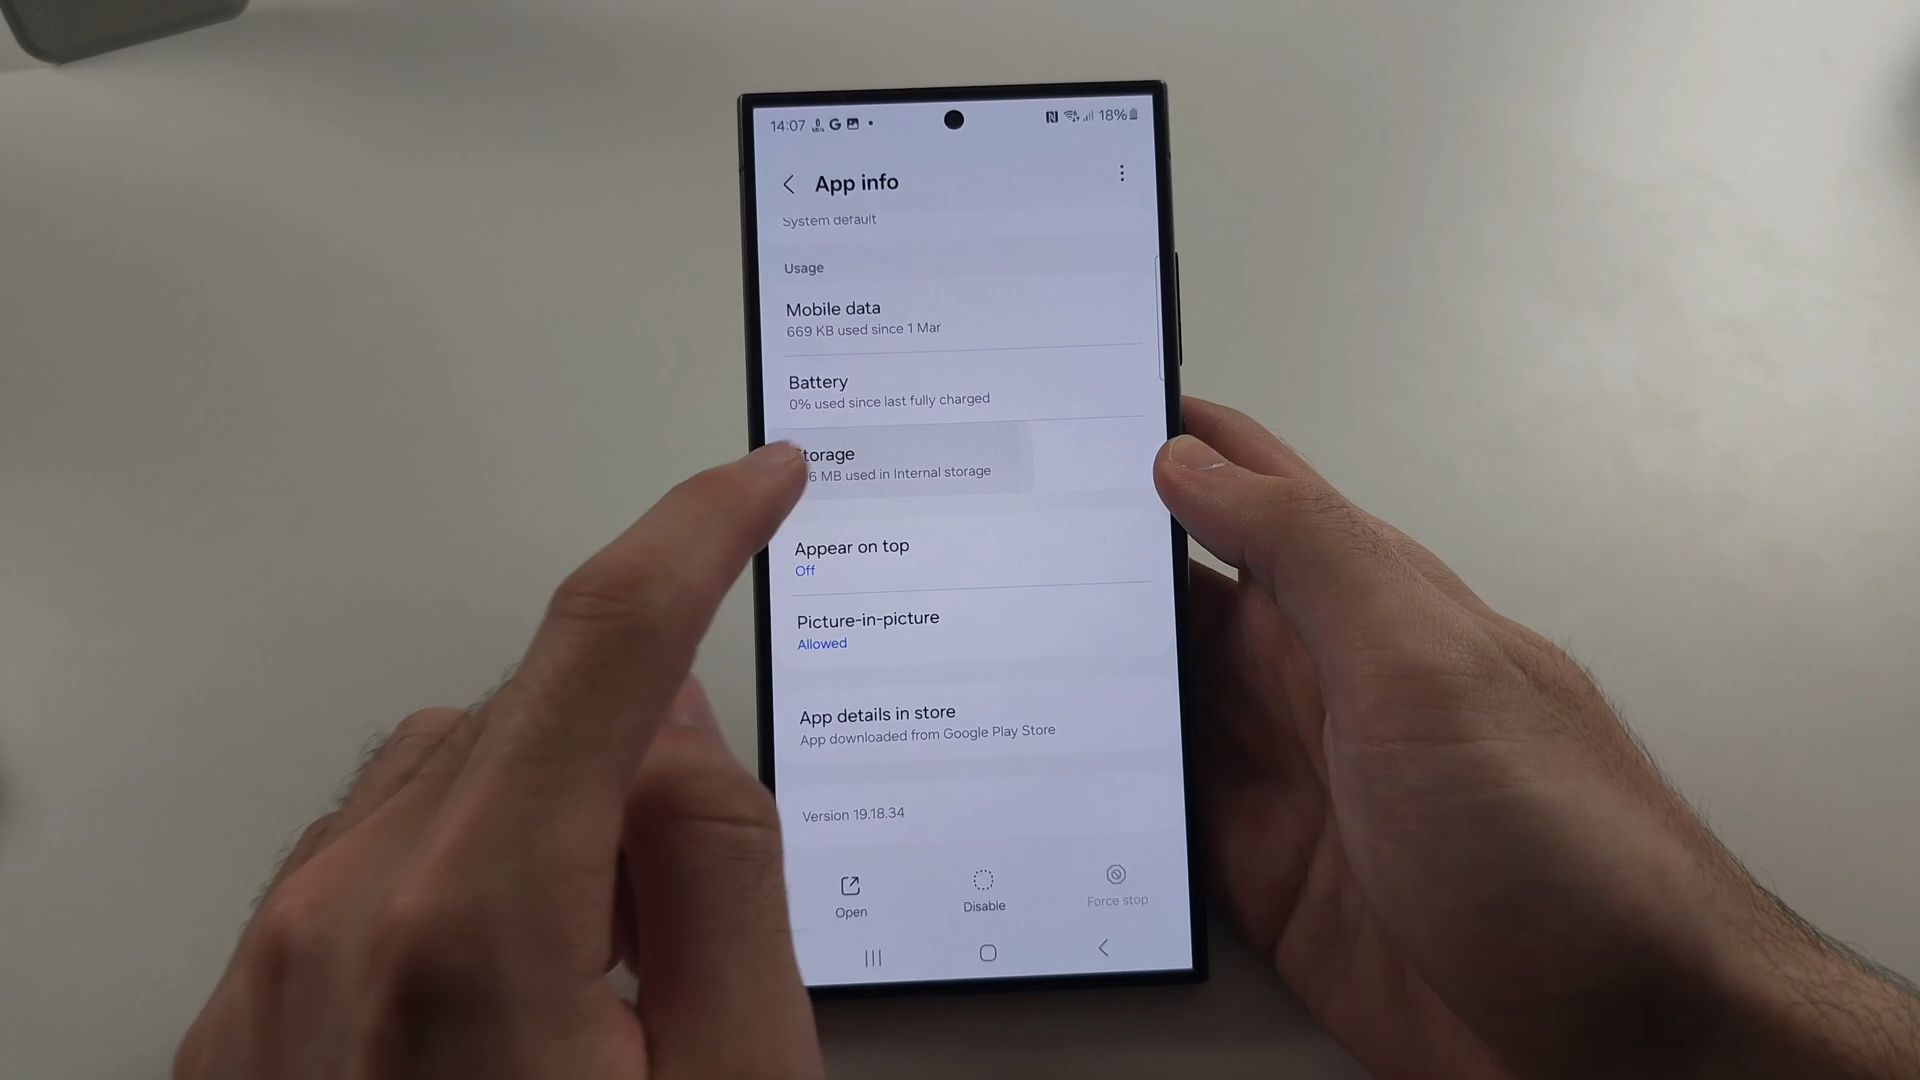 14:07 G 18%
App info
System default
Usage
Mobile data
669 KB used since 1 Mar
Battery
0% used since last fully charged
Storage
6 MB used in Internal storage
Appear on top
Off
Picture-in-picture
Allowed
App details in store
App downloaded from Google Play Store
Version 19.18.34
Open
Disable
Force stop